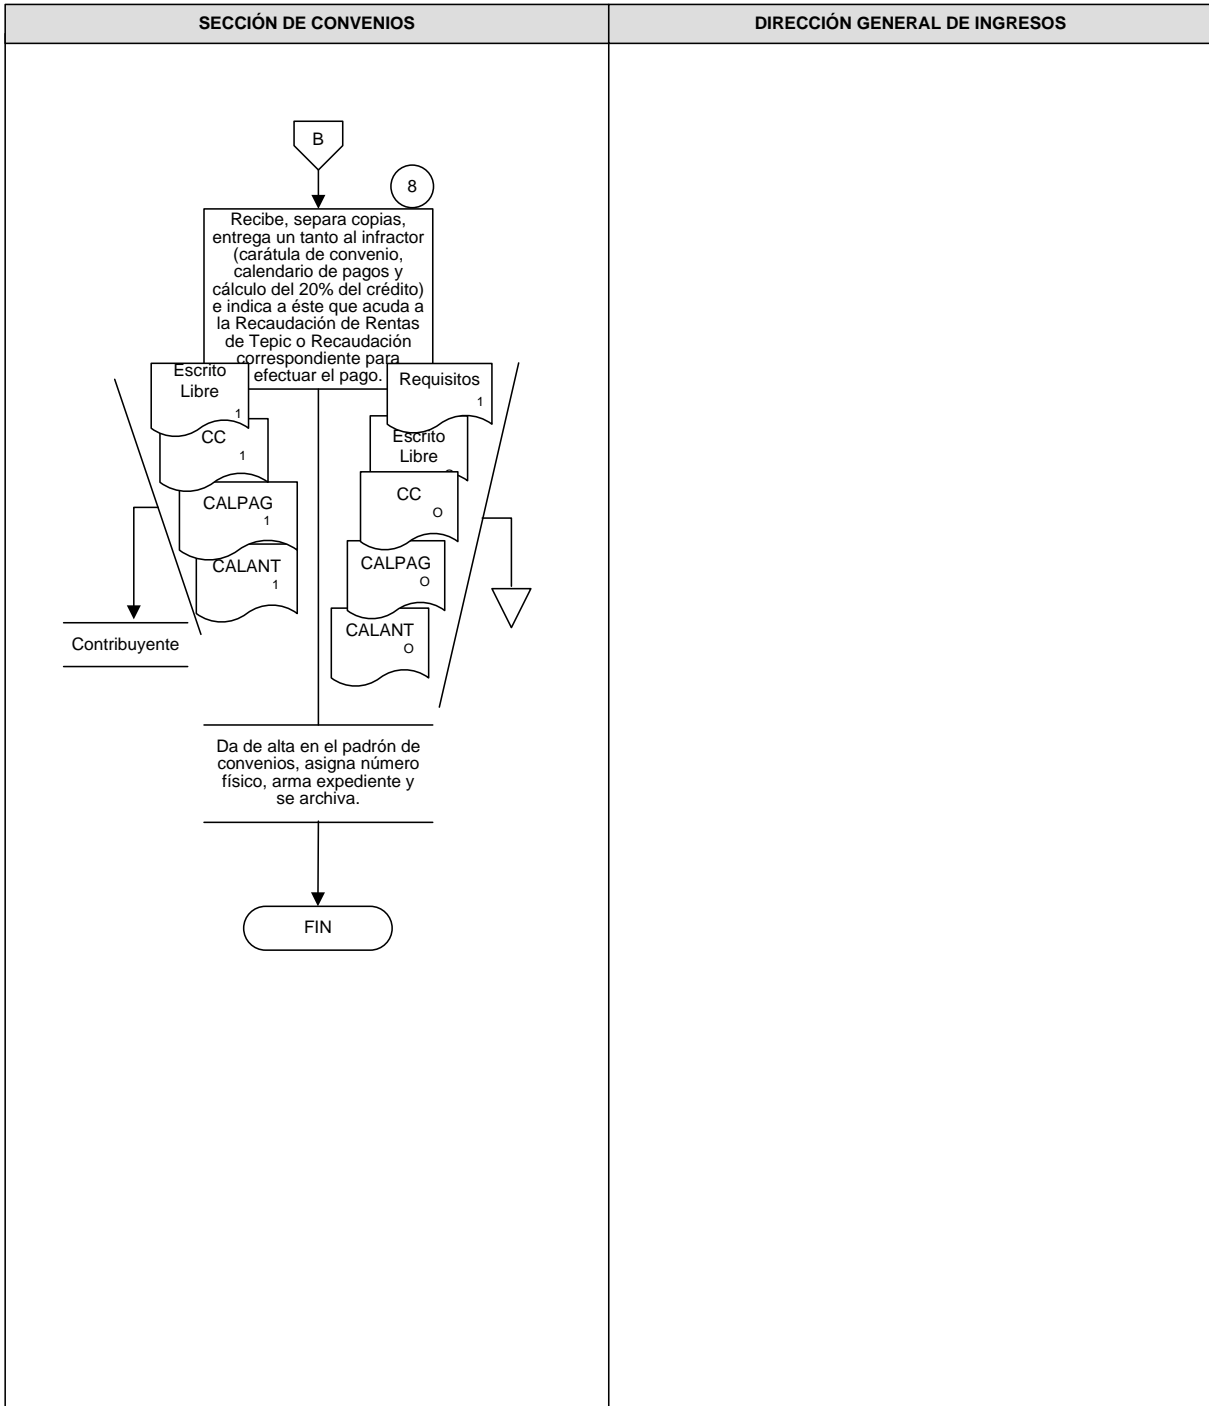 SECCIÓN DE CONVENIOS
DIRECCIÓN GENERAL DE INGRESOS
B
8
Recibe, separa copias,
entrega un tanto al infractor
(carátula de convenio,
calendario de pagos y
cálculo del 20% del crédito)
e indica a éste que acuda a
la Recaudación de Rentas
de Tepic o Recaudación
correspondiente para
efectuar el pago.
Escrito
Libre
1
CC
1
CALPAG
1
CALANT
1
Contribuyente
Requisitos
1
Escrito
Libre
CC
O
CALPAG
O
CALANT
O
Da de alta en el padrón de
convenios, asigna número
físico, arma expediente y
se archiva.
FIN